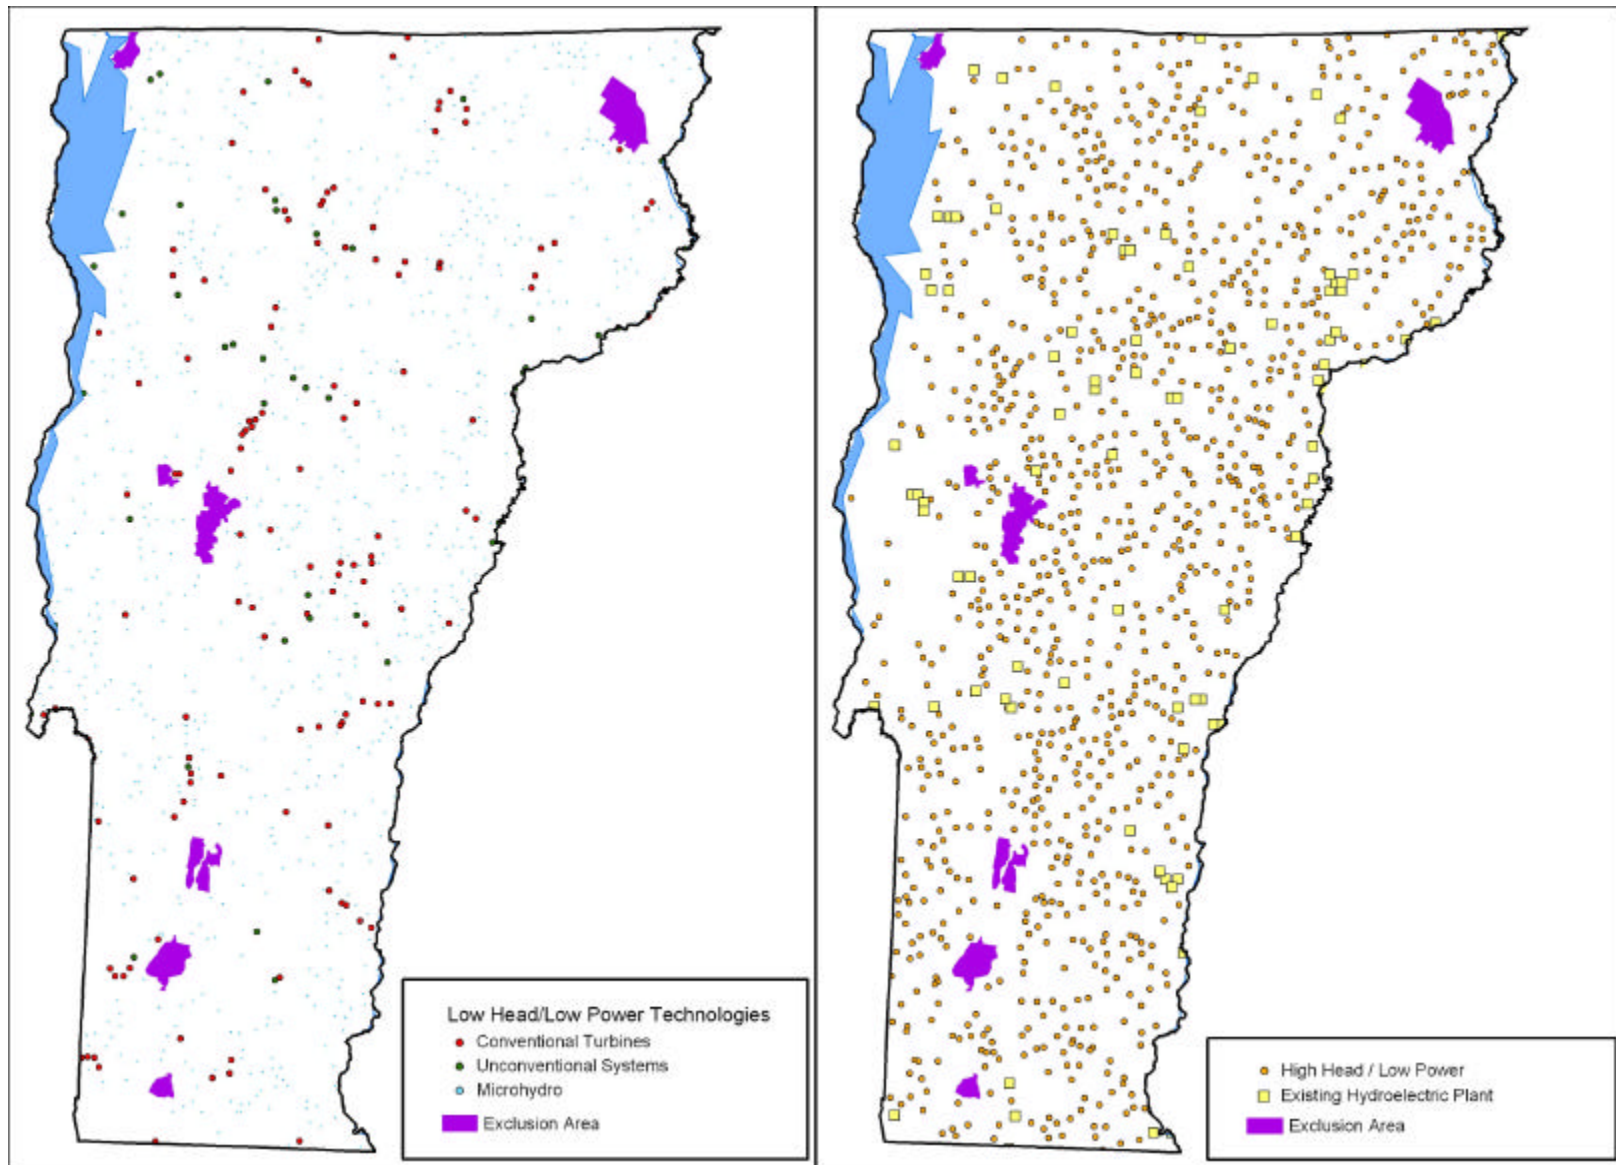 Low Head/Low Power Technologies
Conventional Turbines
Unconventional Systems
Microhydro
Exclusion Area
High Head / Low Power
Existing Hydroelectric Plant
Exclusion Area